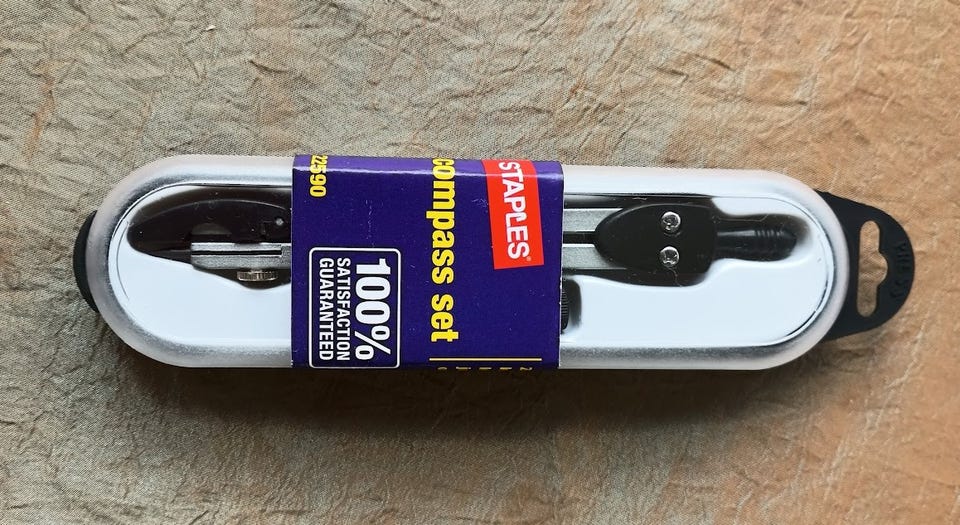 STAPLES®
compass set
100%
SATISFACTION
GUARANTEED
22590